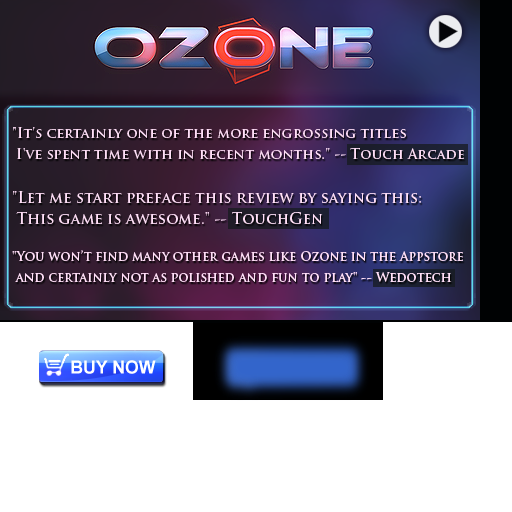 OZONE
"It's certainly one of the more engrossing titles
I've spent time with in recent months." -- Touch Arcade
"Let me start preface this review by saying this:
This game is awesome." -- TouchGen
"You won't find many other games like Ozone in the Appstore
and certainly not as polished and fun to play" -- Wedotech
BUY NOW